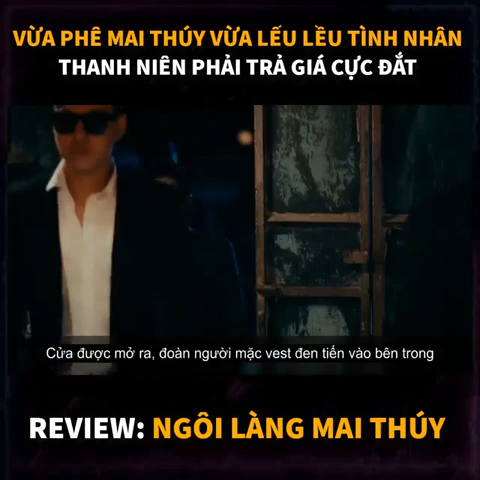 VỪA PHÊ MAI THÚY VỪA LẾU LỀU TÌNH NHÂN
THANH NIÊN PHẢI TRẢ GIÁ CỰC ĐẮT
Cửa được mở ra, đoàn người mặc vest đen tiến vào bên trong
REVIEW: NGÔI LÀNG MAI THÚY